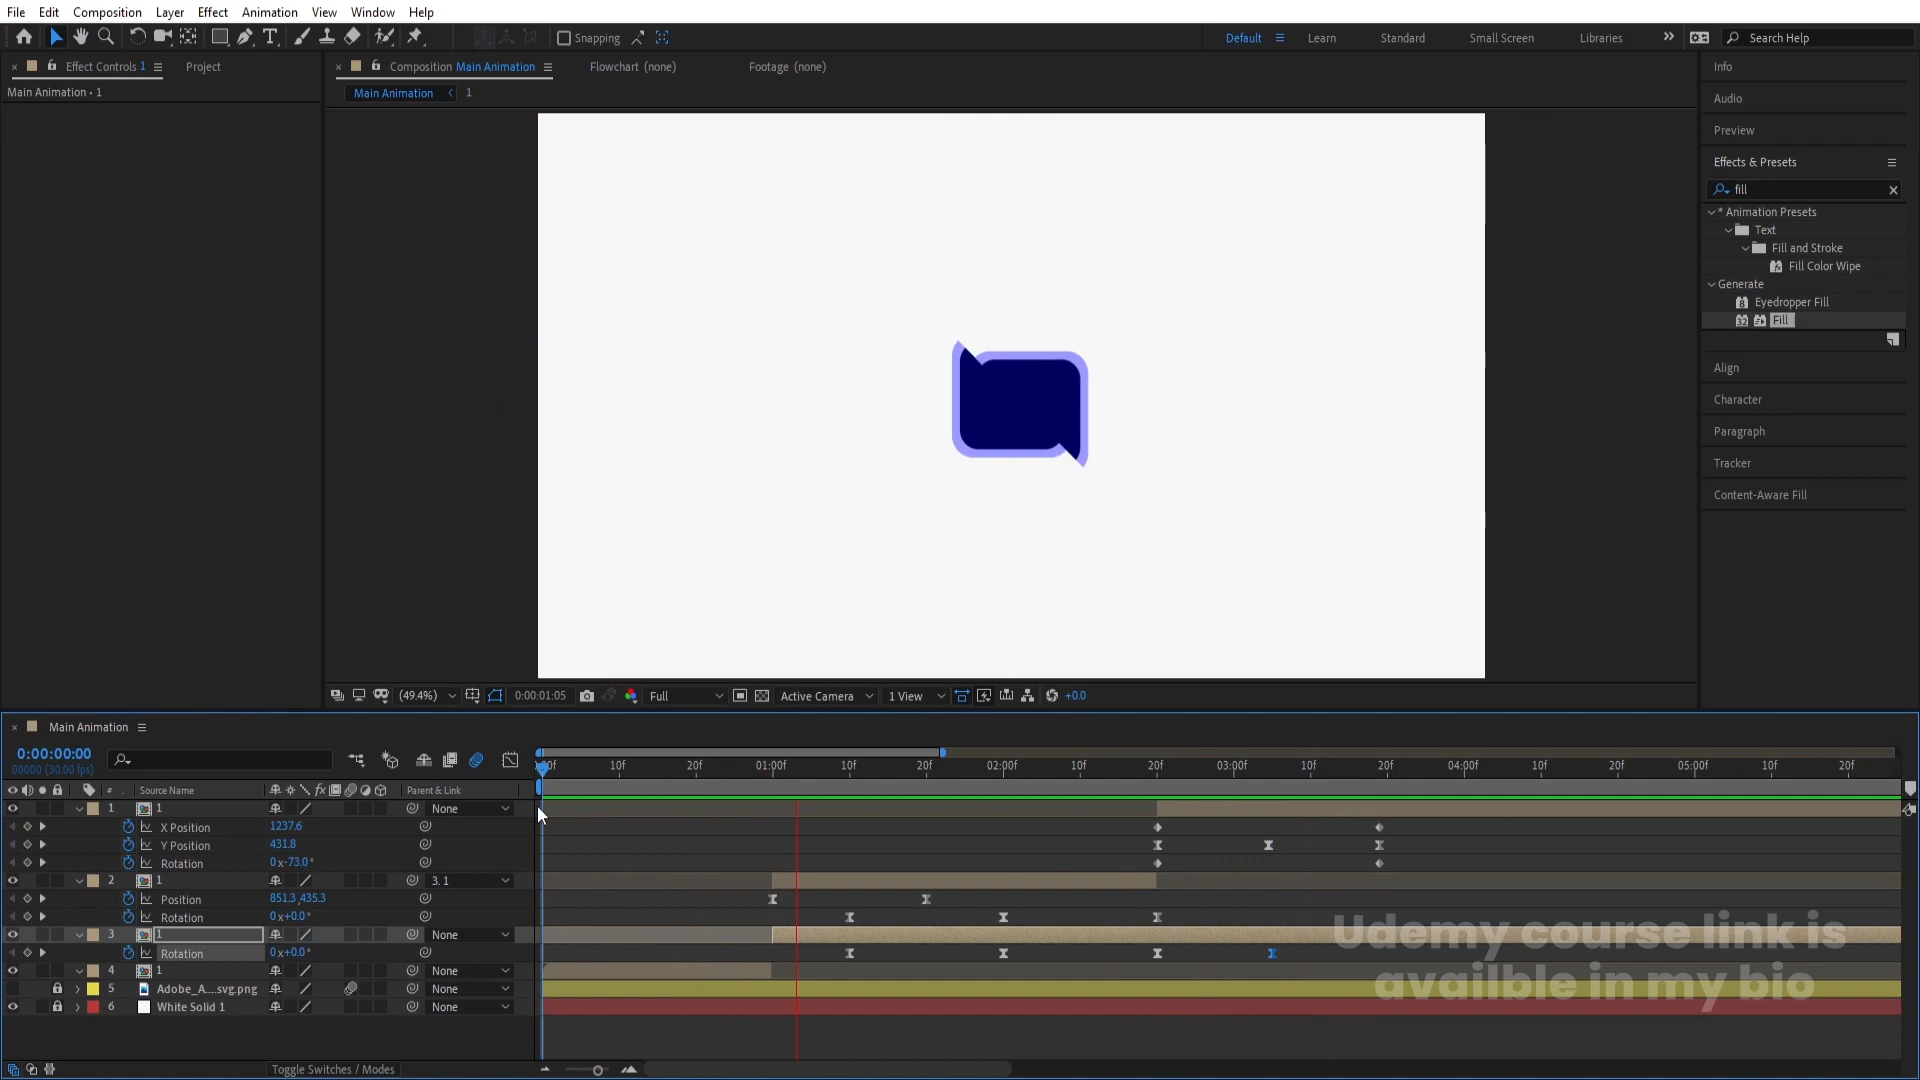 File Edit Composition Layer Effect Animation View Window Help
Snapping Default Learn Standard Small Screen Libraries Search Help
Effect Controls 1 Project
Composition Main Animation Flowchart (none) Footage (none)
Info
Main Animation • 1
Main Animation 1
Audio
Preview
Effects & Presets
fill
* Animation Presets
Text
Fill and Stroke
Fill Color Wipe
Generate
Eyedropper Fill
Fill
Align
Character
Paragraph
Tracker
Content-Aware Fill
(49.4%) 0:00:01:05 Full Active Camera 1 View +0.0
Main Animation
0:00:00:00
00000 (30.00 fps)
10f 20f 01:00f 10f 20f 02:00f 10f 20f 03:00f 10f 20f 04:00f 10f 20f 05:00f 10f 20f
# Source Name fx Parent & Link
1 1 None
X Position 1237.6
Y Position 431.8
Rotation 0x-73.0°
2 1 3. 1
Position 851.3,435.3
Rotation 0x+0.0°
3 1 None
Rotation 0x+0.0°
4 1 None
5 Adobe_A....svg.png None
6 White Solid 1 None
Udemy course link is
availble in my bio
Toggle Switches / Modes